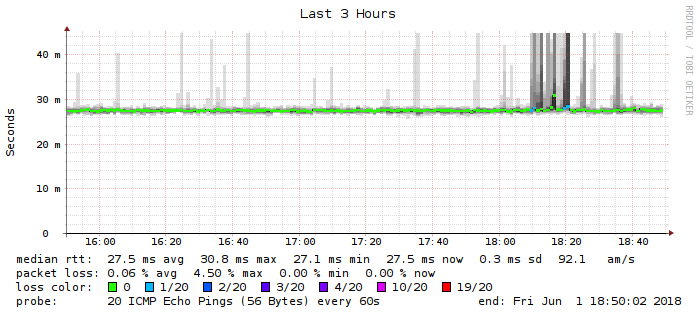 Last 3 Hours
RRDTOOL / TOBI OETIKER
Seconds
40 m
30 m
20 m
10 m
0
16:00 16:20 16:40 17:00 17:20 17:40 18:00 18:20 18:40
median rtt: 27.5 ms avg 30.8 ms max 27.1 ms min 27.5 ms now 0.3 ms sd 92.1 am/s
packet loss: 0.06 % avg 4.50 % max 0.00 % min 0.00 % now
loss color: 0 1/20 2/20 3/20 4/20 10/20 19/20
probe: 20 ICMP Echo Pings (56 Bytes) every 60s end: Fri Jun 1 18:50:02 2018